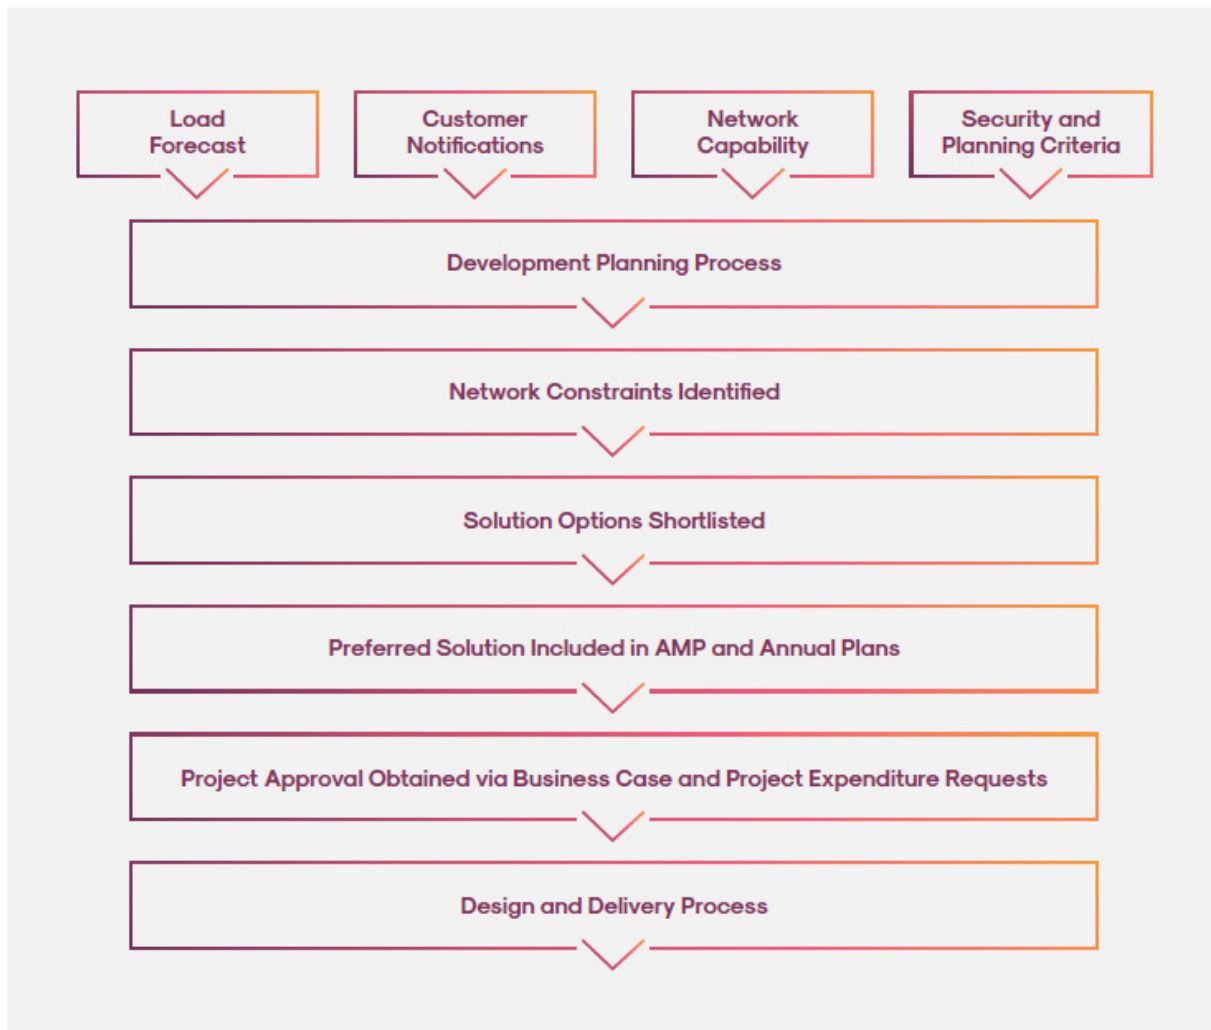 Load
Forecast
Customer
Notifications
Network
Capability
Security and
Planning Criteria
Development Planning Process
Network Constraints Identified
Solution Options Shortlisted
Preferred Solution Included in AMP and Annual Plans
Project Approval Obtained via Business Case and Project Expenditure Requests
Design and Delivery Process